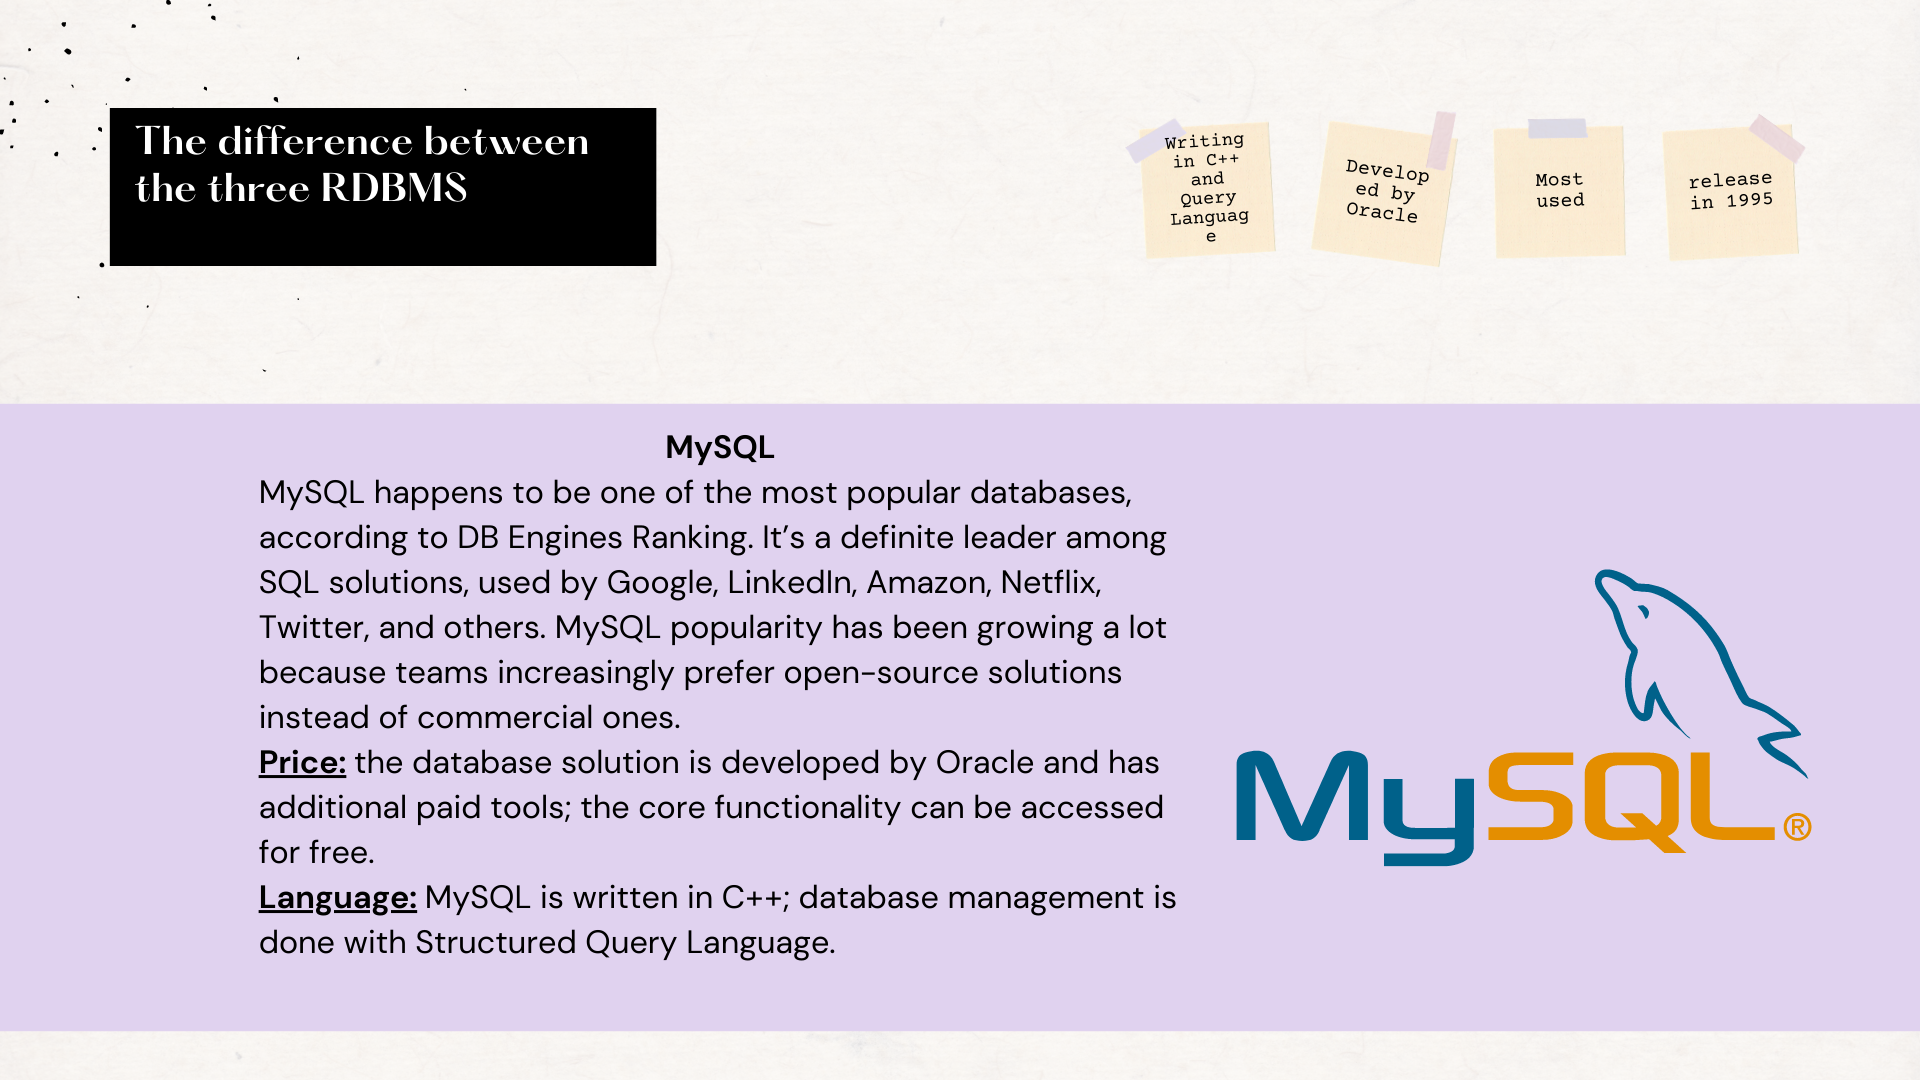 The difference between
the three RDBMS
Writing
in C++
and
Query
Languag
e
Develop
ed by
Oracle
Most
used
release
in 1995
MySQL
MySQL happens to be one of the most popular databases,
according to DB Engines Ranking. It’s a definite leader among
SQL solutions, used by Google, LinkedIn, Amazon, Netflix,
Twitter, and others. MySQL popularity has been growing a lot
because teams increasingly prefer open-source solutions
instead of commercial ones.
Price: the database solution is developed by Oracle and has
additional paid tools; the core functionality can be accessed
for free.
Language: MySQL is written in C++; database management is
done with Structured Query Language.
MySQL®